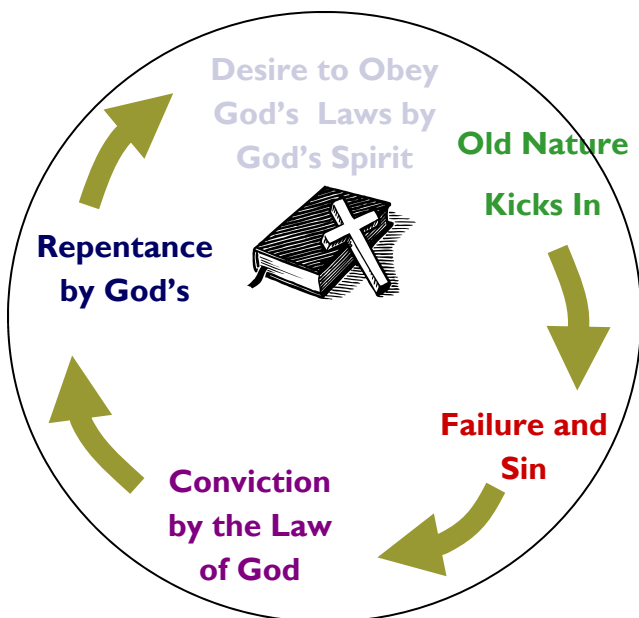 Desire to Obey
God's Laws by
God's Spirit
Old Nature
Kicks In
Failure and
Sin
Conviction
by the Law
of God
Repentance
by God's